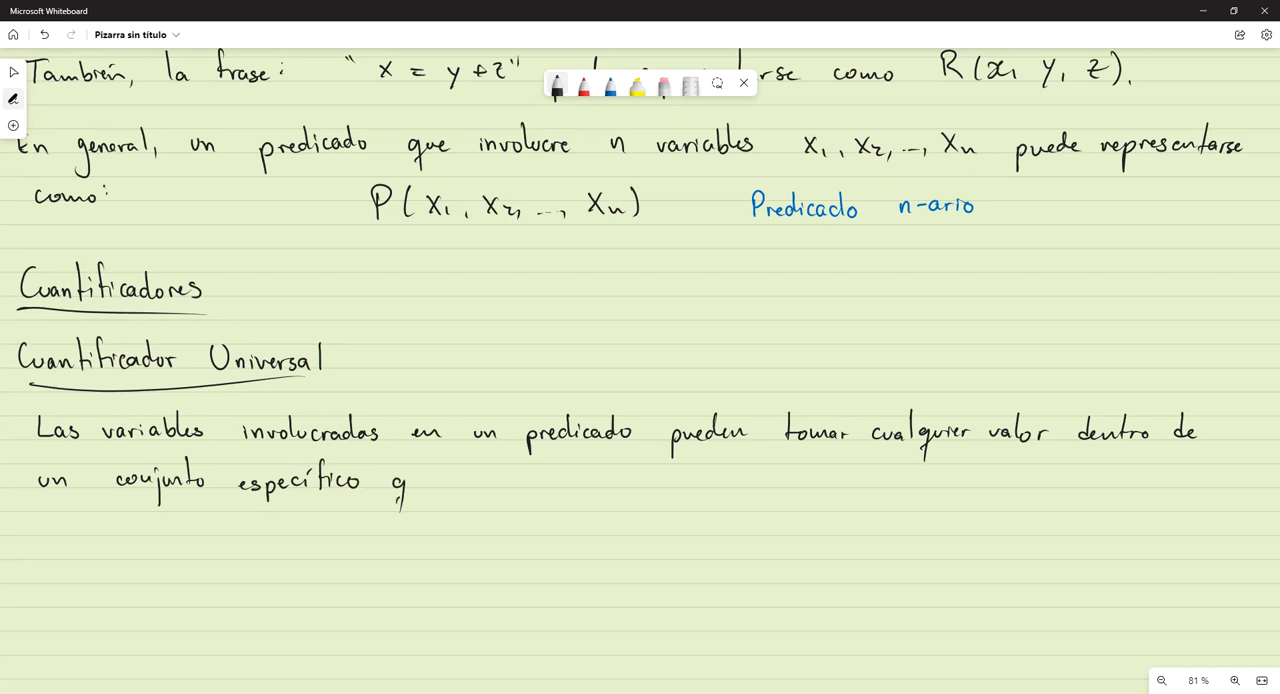 Microsoft Whiteboard
Pizarra sin título
También, la frase: "x = y + z" rse como R(x, y, z).
En general, un predicado que involucre n variables x₁, x₂, ..., xₙ puede representarse
como: P(x₁, x₂, ..., xₙ) Predicado n-ario
Cuantificadores
Cuantificador Universal
Las variables involucradas en un predicado pueden tomar cualquier valor dentro de
un conjunto específico q
81 %